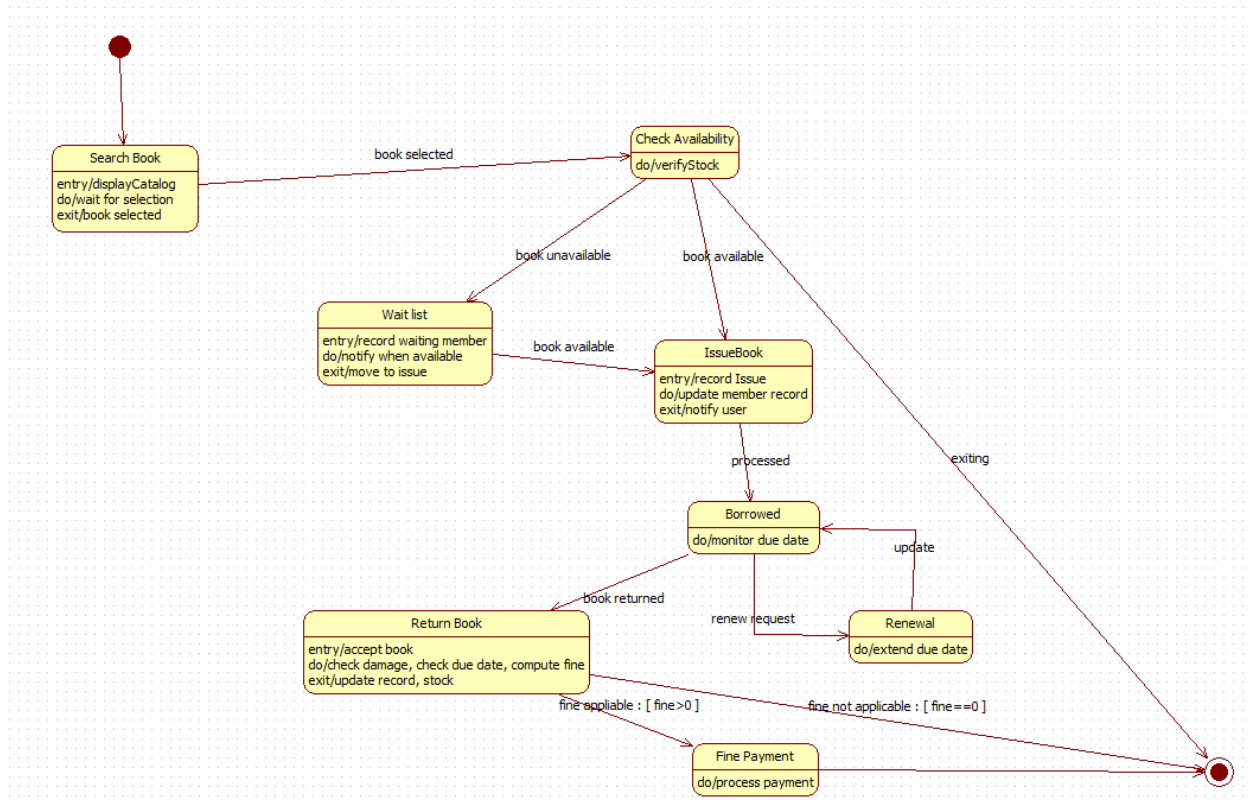 Search Book
entry/displayCatalog
do/wait for selection
exit/book selected
book selected
Check Availability
do/verifyStock
book unavailable
book available
exiting
Wait list
entry/record waiting member
do/notify when available
exit/move to issue
book available
IssueBook
entry/record Issue
do/update member record
exit/notify user
processed
Borrowed
do/monitor due date
update
book returned
renew request
Renewal
do/extend due date
Return Book
entry/accept book
do/check damage, check due date, compute fine
exit/update record, stock
fine appliable : [ fine>0 ]
fine not applicable : [ fine==0 ]
Fine Payment
do/process payment